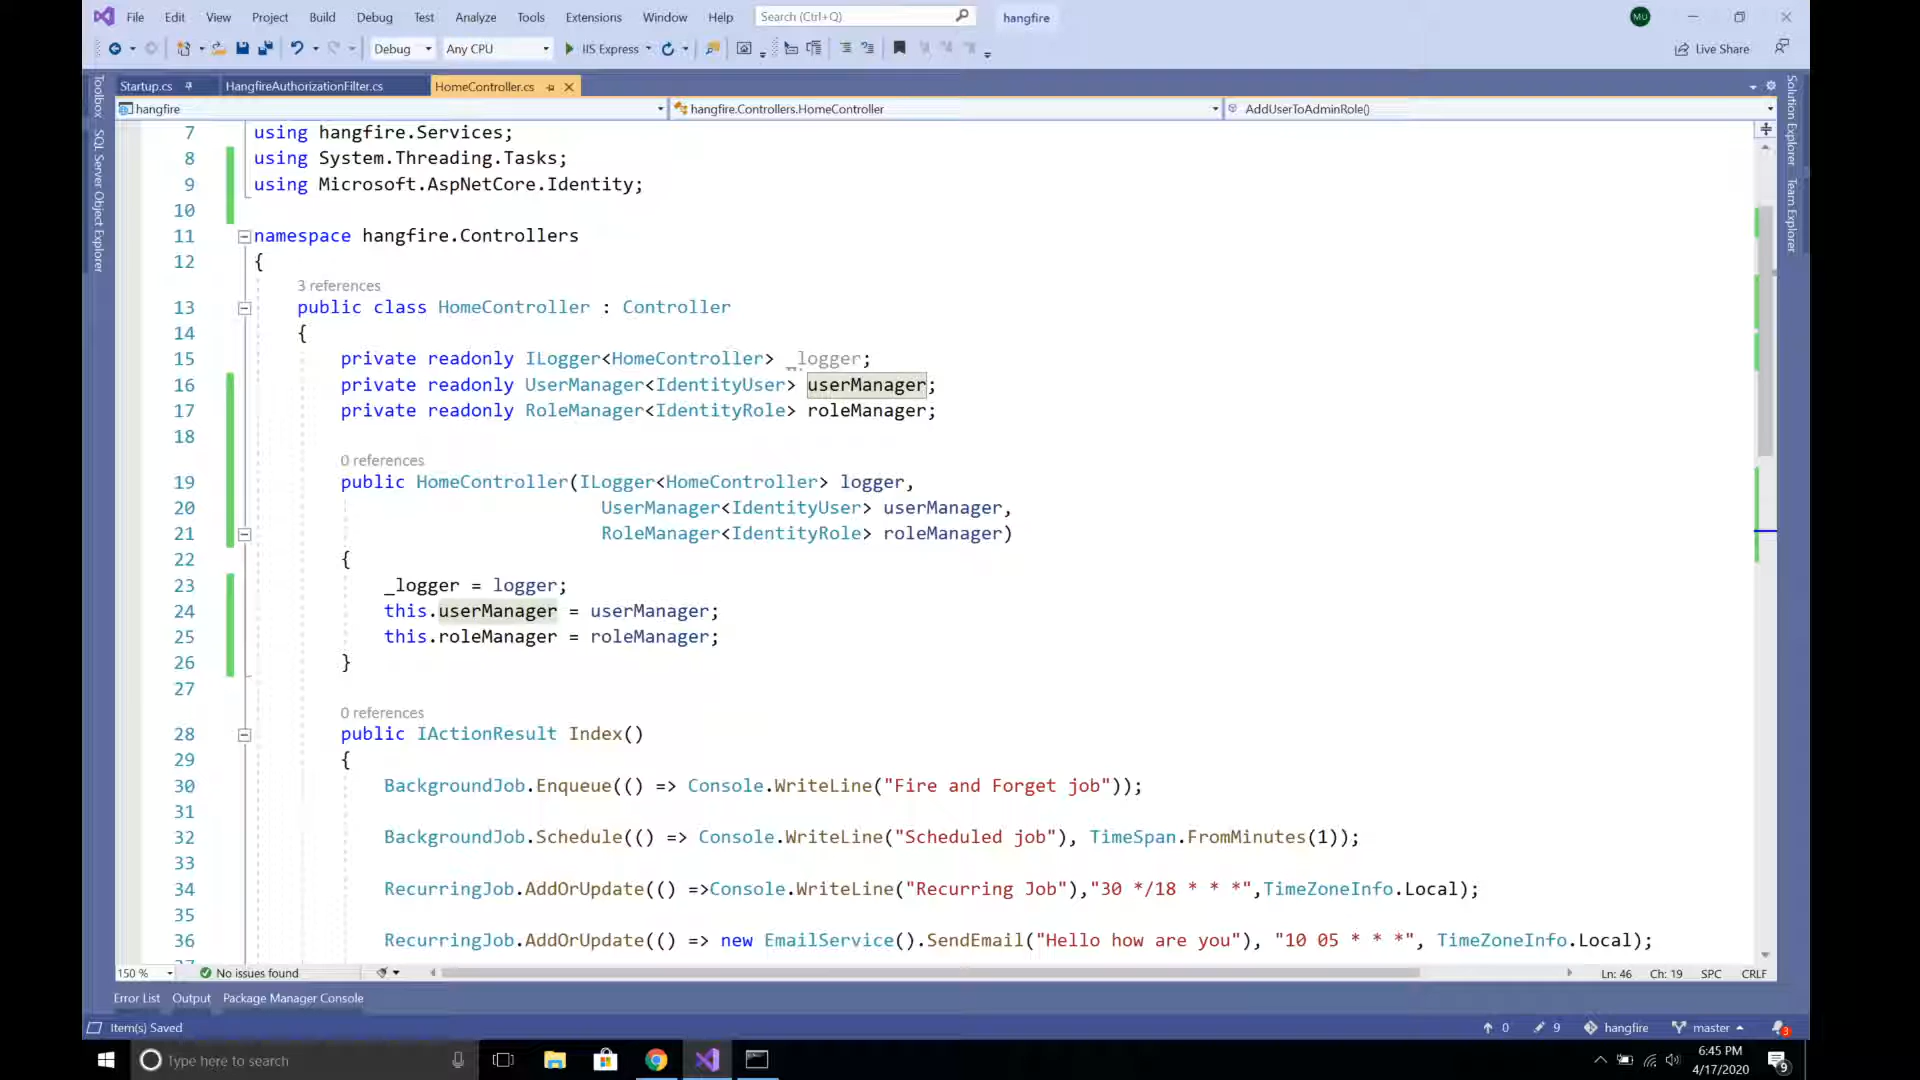 File Edit View Project Build Debug Test Analyze Tools Extensions Window Help Search (Ctrl+Q) hangfire MU
Debug Any CPU IIS Express Live Share
Startup.cs HangfireAuthorizationFilter.cs HomeController.cs
hangfire hangfire.Controllers.HomeController AddUserToAdminRole()
Toolbox
SQL Server Object Explorer
Solution Explorer
Team Explorer
7 using hangfire.Services;
8 using System.Threading.Tasks;
9 using Microsoft.AspNetCore.Identity;
10
11 namespace hangfire.Controllers
12 {
3 references
13 public class HomeController : Controller
14 {
15 private readonly ILogger<HomeController> _logger;
16 private readonly UserManager<IdentityUser> userManager;
17 private readonly RoleManager<IdentityRole> roleManager;
18
0 references
19 public HomeController(ILogger<HomeController> logger,
20 UserManager<IdentityUser> userManager,
21 RoleManager<IdentityRole> roleManager)
22 {
23 _logger = logger;
24 this.userManager = userManager;
25 this.roleManager = roleManager;
26 }
27
0 references
28 public IActionResult Index()
29 {
30 BackgroundJob.Enqueue(() => Console.WriteLine("Fire and Forget job"));
31
32 BackgroundJob.Schedule(() => Console.WriteLine("Scheduled job"), TimeSpan.FromMinutes(1));
33
34 RecurringJob.AddOrUpdate(() =>Console.WriteLine("Recurring Job"),"30 */18 * * *",TimeZoneInfo.Local);
35
36 RecurringJob.AddOrUpdate(() => new EmailService().SendEmail("Hello how are you"), "10 05 * * *", TimeZoneInfo.Local);
150 % No issues found Ln: 46 Ch: 19 SPC CRLF
Error List Output Package Manager Console
Item(s) Saved 0 9 hangfire master 3
Type here to search 6:45 PM
4/17/2020 9